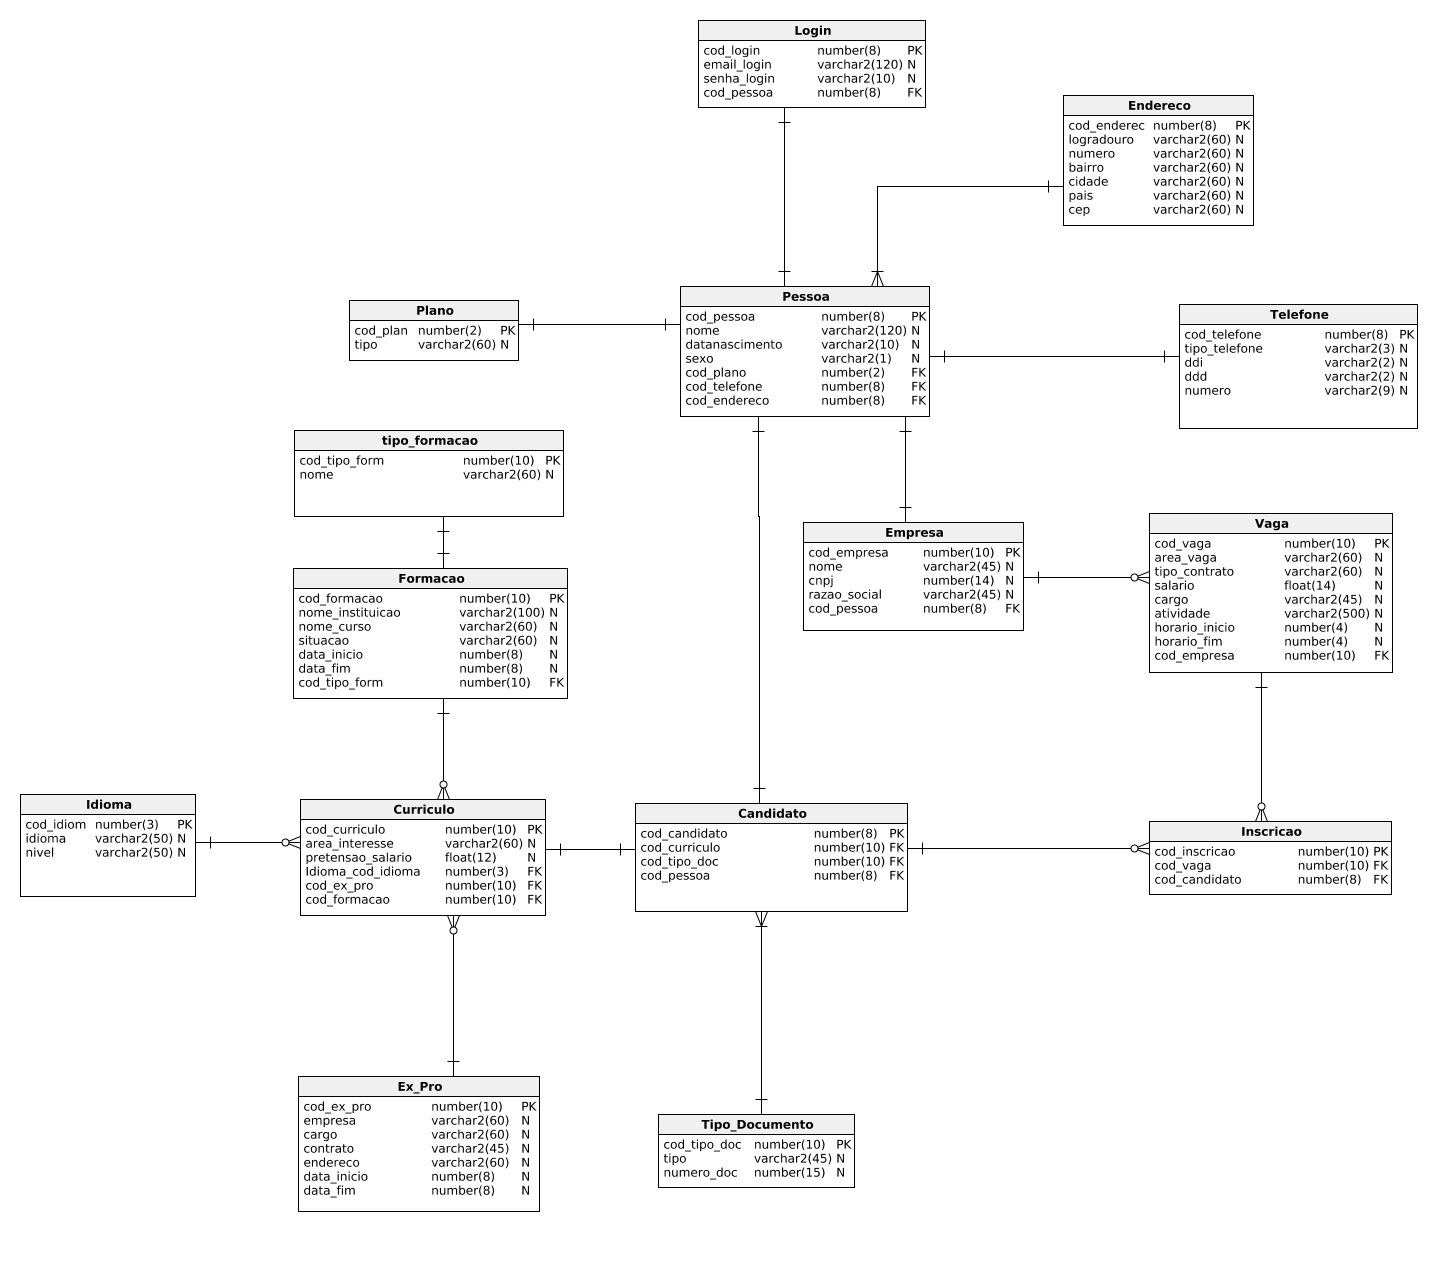 Login
cod_login number(8) PK
email_login varchar2(120) N
senha_login varchar2(10) N
cod_pessoa number(8) FK
Endereco
cod_enderec number(8) PK
logradouro varchar2(60) N
numero varchar2(60) N
bairro varchar2(60) N
cidade varchar2(60) N
pais varchar2(60) N
cep varchar2(60) N
Plano
cod_plan number(2) PK
tipo varchar2(60) N
Pessoa
cod_pessoa number(8) PK
nome varchar2(120) N
datanascimento varchar2(10) N
sexo varchar2(1) N
cod_plano number(2) FK
cod_telefone number(8) FK
cod_endereco number(8) FK
Telefone
cod_telefone number(8) PK
tipo_telefone varchar2(3) N
ddi varchar2(2) N
ddd varchar2(2) N
numero varchar2(9) N
tipo_formacao
cod_tipo_form number(10) PK
nome varchar2(60) N
Formacao
cod_formacao number(10) PK
nome_instituicao varchar2(100) N
nome_curso varchar2(60) N
situacao varchar2(60) N
data_inicio number(8) N
data_fim number(8) N
cod_tipo_form number(10) FK
Empresa
cod_empresa number(10) PK
nome varchar2(45) N
cnpj number(14) N
razao_social varchar2(45) N
cod_pessoa number(8) FK
Vaga
cod_vaga number(10) PK
area_vaga varchar2(60) N
tipo_contrato varchar2(60) N
salario float(14) N
cargo varchar2(45) N
atividade varchar2(500) N
horario_inicio number(4) N
horario_fim number(4) N
cod_empresa number(10) FK
Idioma
cod_idiom number(3) PK
idioma varchar2(50) N
nivel varchar2(50) N
Curriculo
cod_curriculo number(10) PK
area_interesse varchar2(60) N
pretensao_salario float(12) N
Idioma_cod_idioma number(3) FK
cod_ex_pro number(10) FK
cod_formacao number(10) FK
Candidato
cod_candidato number(8) PK
cod_curriculo number(10) FK
cod_tipo_doc number(10) FK
cod_pessoa number(8) FK
Inscricao
cod_inscricao number(10) PK
cod_vaga number(10) FK
cod_candidato number(8) FK
Ex_Pro
cod_ex_pro number(10) PK
empresa varchar2(60) N
cargo varchar2(60) N
contrato varchar2(45) N
endereco varchar2(60) N
data_inicio number(8) N
data_fim number(8) N
Tipo_Documento
cod_tipo_doc number(10) PK
tipo varchar2(45) N
numero_doc number(15) N